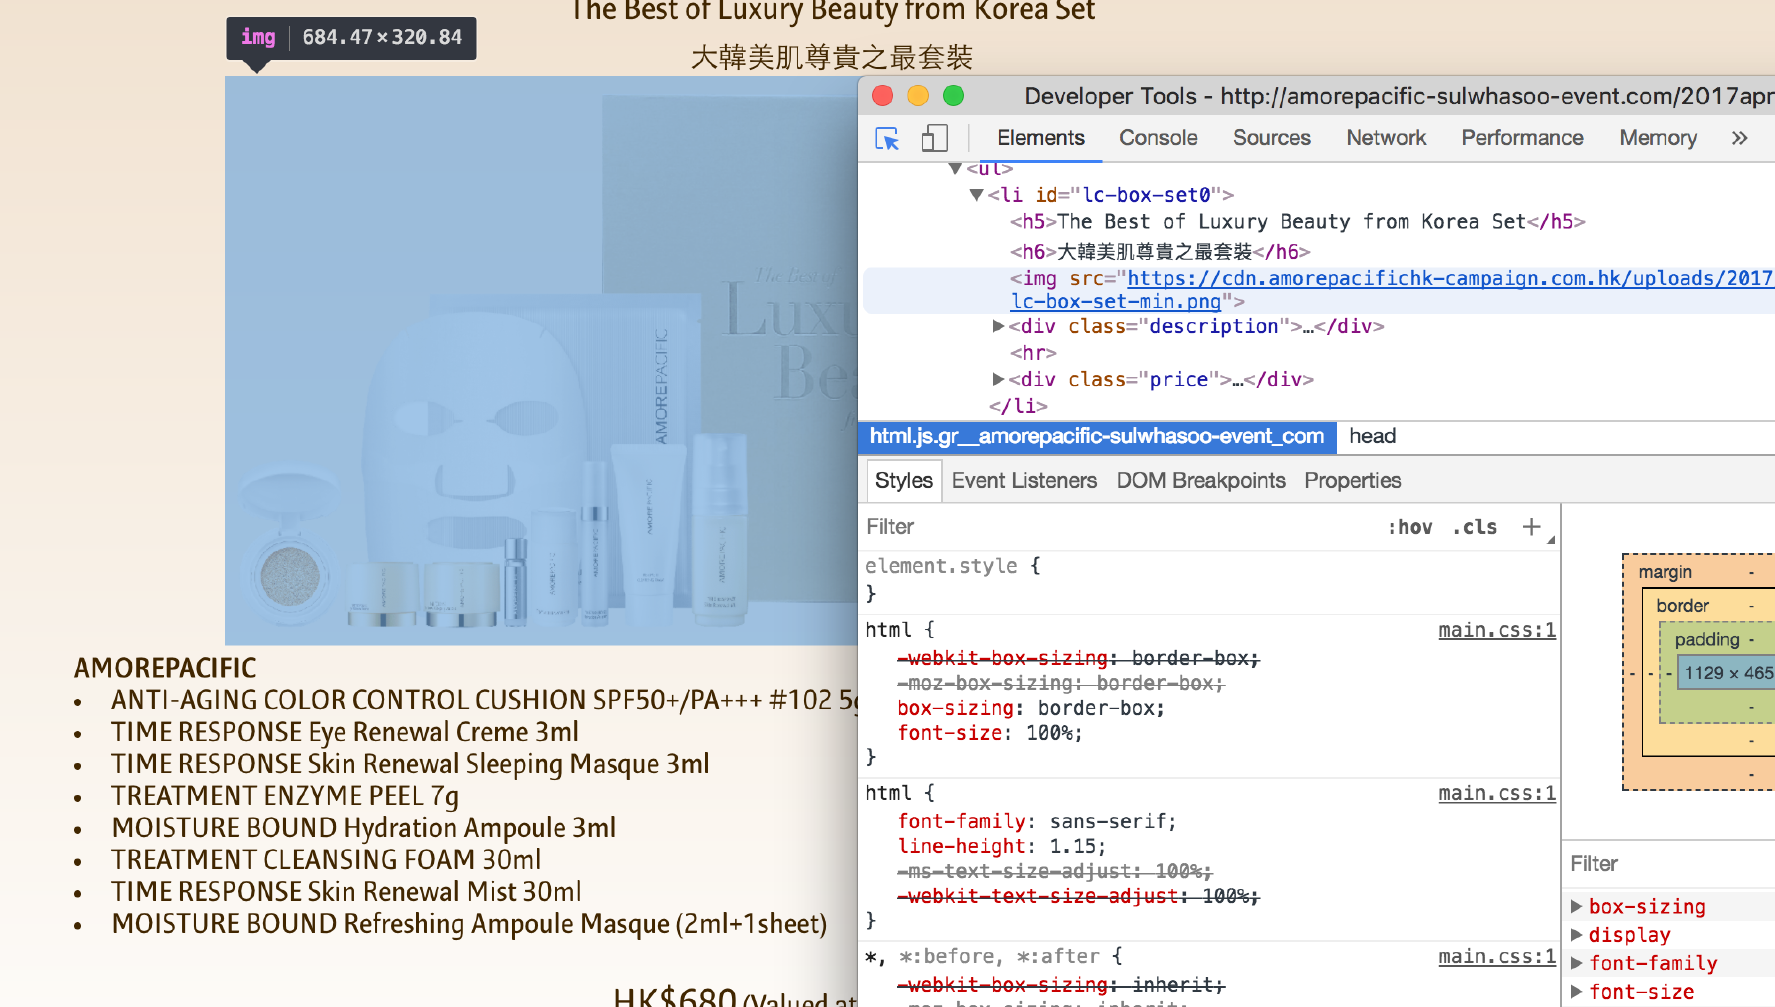 The Best of Luxury Beauty from Korea Set
img 684.47×320.84
大韓美肌尊貴之最套裝
The Best of
AMOREPACIFIC
AMOREPACIFIC
• ANTI-AGING COLOR CONTROL CUSHION SPF50+/PA+++ #102
• TIME RESPONSE Eye Renewal Creme 3ml
• TIME RESPONSE Skin Renewal Sleeping Masque 3ml
• TREATMENT ENZYME PEEL 7g
• MOISTURE BOUND Hydration Ampoule 3ml
• TREATMENT CLEANSING FOAM 30ml
• TIME RESPONSE Skin Renewal Mist 30ml
• MOISTURE BOUND Refreshing Ampoule Masque (2ml+1sheet)
HK$680 (Valued at
Developer Tools - http://amorepacific-sulwhasoo-event.com/2017apr
Elements Console Sources Network Performance Memory »
▼<ul>
▼<li id="lc-box-set0">
<h5>The Best of Luxury Beauty from Korea Set</h5>
<h6>大韓美肌尊貴之最套裝</h6>
<img src="https://cdn.amorepacifichk-campaign.com.hk/uploads/2017
lc-box-set-min.png">
▶<div class="description">…</div>
<hr>
▶<div class="price">…</div>
</li>
html.js.gr__amorepacific-sulwhasoo-event_com head
Styles Event Listeners DOM Breakpoints Properties
Filter :hov .cls +
element.style {
}
html { main.css:1
-webkit-box-sizing: border-box;
-moz-box-sizing: border-box;
box-sizing: border-box;
font-size: 100%;
}
html { main.css:1
font-family: sans-serif;
line-height: 1.15;
-ms-text-size-adjust: 100%;
-webkit-text-size-adjust: 100%;
}
*, *:before, *:after { main.css:1
-webkit-box-sizing: inherit;
-moz-box-sizing: inherit;
margin -
border -
padding -
- - - 1129 × 465
-
-
-
Filter
▶ box-sizing
▶ display
▶ font-family
▶ font-size